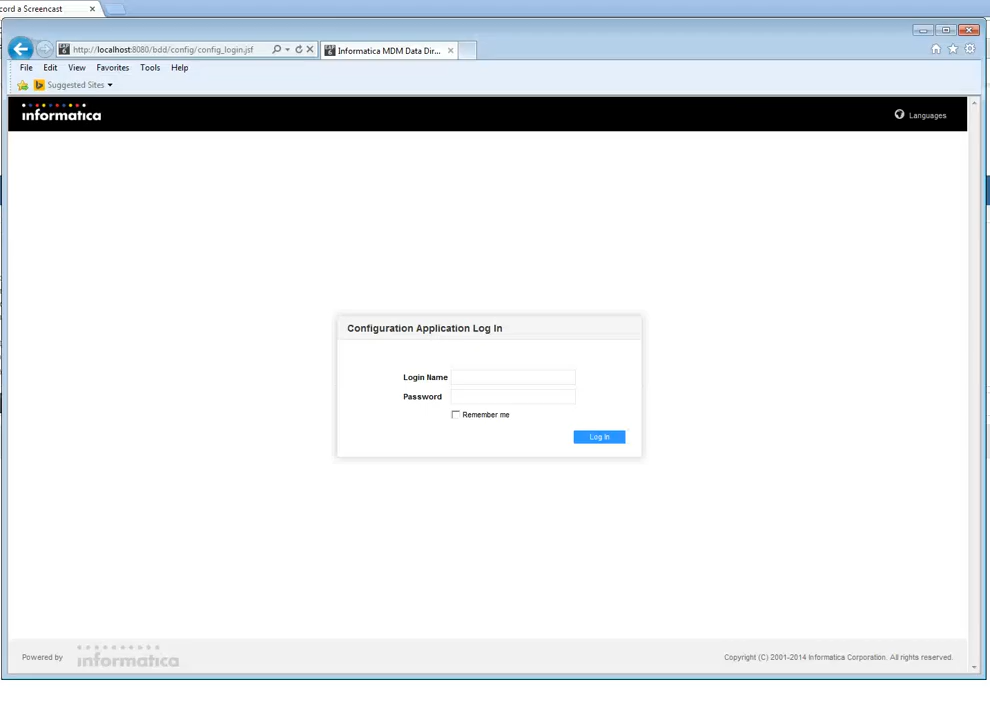 cord a Screencast
http://localhost:8080/bdd/config/config_login.jsf
Informatica MDM Data Dir...
File Edit View Favorites Tools Help
Suggested Sites
informatica
Languages
Configuration Application Log In
Login Name
Password
Remember me
Log In
Powered by informatica
Copyright (C) 2001-2014 Informatica Corporation. All rights reserved.